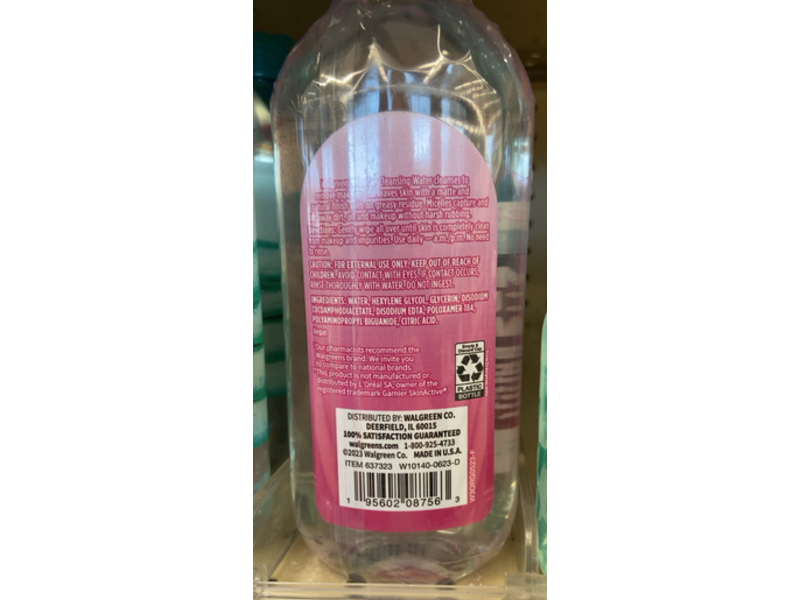 Cleansing Water cleanses to
leaves skin with a matte and
no greasy residue. Micelles capture and
dirt, oil and makeup without harsh rubbing.
Gently wipe all over until skin is completely clean
from makeup and impurities. Use daily — a.m./p.m. No need
to rinse.
CAUTION: FOR EXTERNAL USE ONLY. KEEP OUT OF REACH OF
CHILDREN. AVOID CONTACT WITH EYES. IF CONTACT OCCURS,
RINSE THOROUGHLY WITH WATER. DO NOT INGEST.
INGREDIENTS: WATER, HEXYLENE GLYCOL, GLYCERIN, DISODIUM
COCOAMPHODIACETATE, DISODIUM EDTA, POLOXAMER 184,
POLYAMINOPROPYL BIGUANIDE, CITRIC ACID.
Vegan
Our pharmacists recommend the
Walgreens brand. We invite you
to compare to national brands.
*This product is not manufactured or
distributed by L'Oréal SA, owner of the
registered trademark Garnier SkinActive®
Empty &
PLASTIC
BOTTLE
DISTRIBUTED BY: WALGREEN CO.
DEERFIELD, IL 60015
100% SATISFACTION GUARANTEED
walgreens.com 1-800-925-4733
©2023 Walgreen Co. MADE IN U.S.A.
ITEM 637323 W10140-0623-D
1 95602 08756 3
W3ORG0523-F